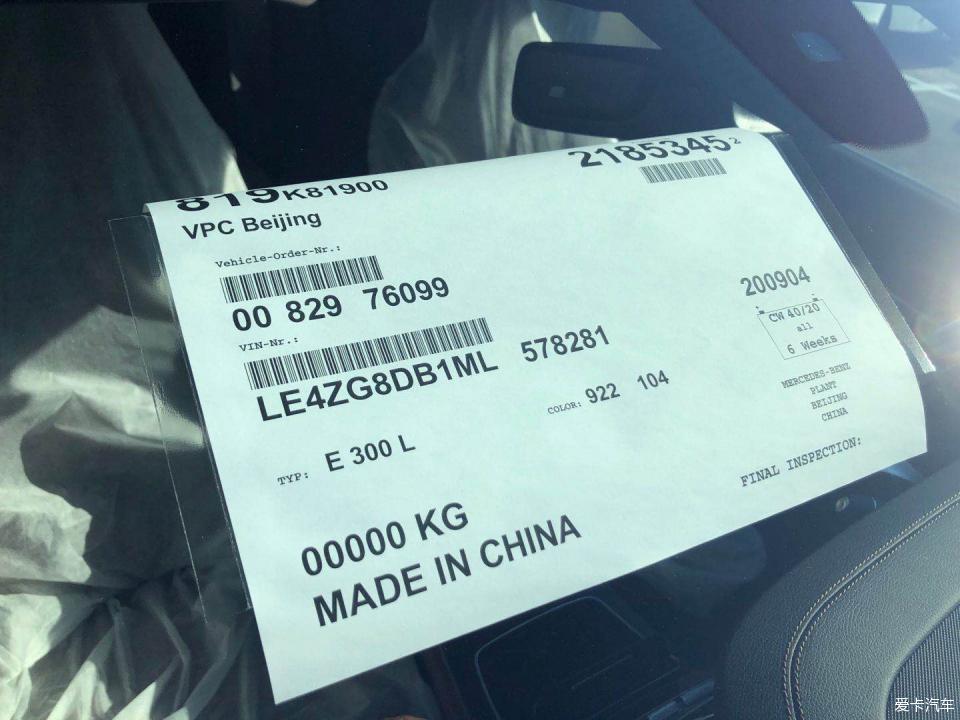 819K81900
2185345²
VPC Beijing
Vehicle-Order-Nr.:
00 829 76099
200904
CW 40/20
all
6 Weeks
VIN-Nr.:
LE4ZG8DB1ML 578281
MERCEDES-BENZ
PLANT
BEIJING
CHINA
COLOR: 922 104
TYP: E 300 L
FINAL INSPECTION:
00000 KG
MADE IN CHINA
爱卡汽车